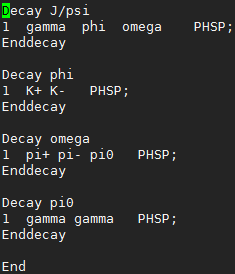 Decay J/psi
1  gamma  phi  omega    PHSP;
Enddecay

Decay phi
1  K+ K-   PHSP;
Enddecay

Decay omega
1  pi+ pi- pi0   PHSP;
Enddecay

Decay pi0
1  gamma gamma   PHSP;
Enddecay

End